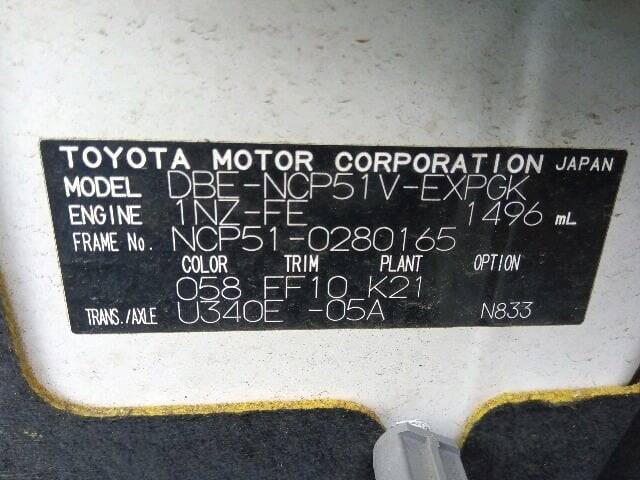 TOYOTA MOTOR CORPORATION JAPAN
MODEL DBE-NCP51V-EXPGK
ENGINE 1NZ-FE 1496 mL
FRAME No. NCP51-0280165
COLOR TRIM PLANT OPTION
058 FF10 K21
TRANS./AXLE U340E -05A N833